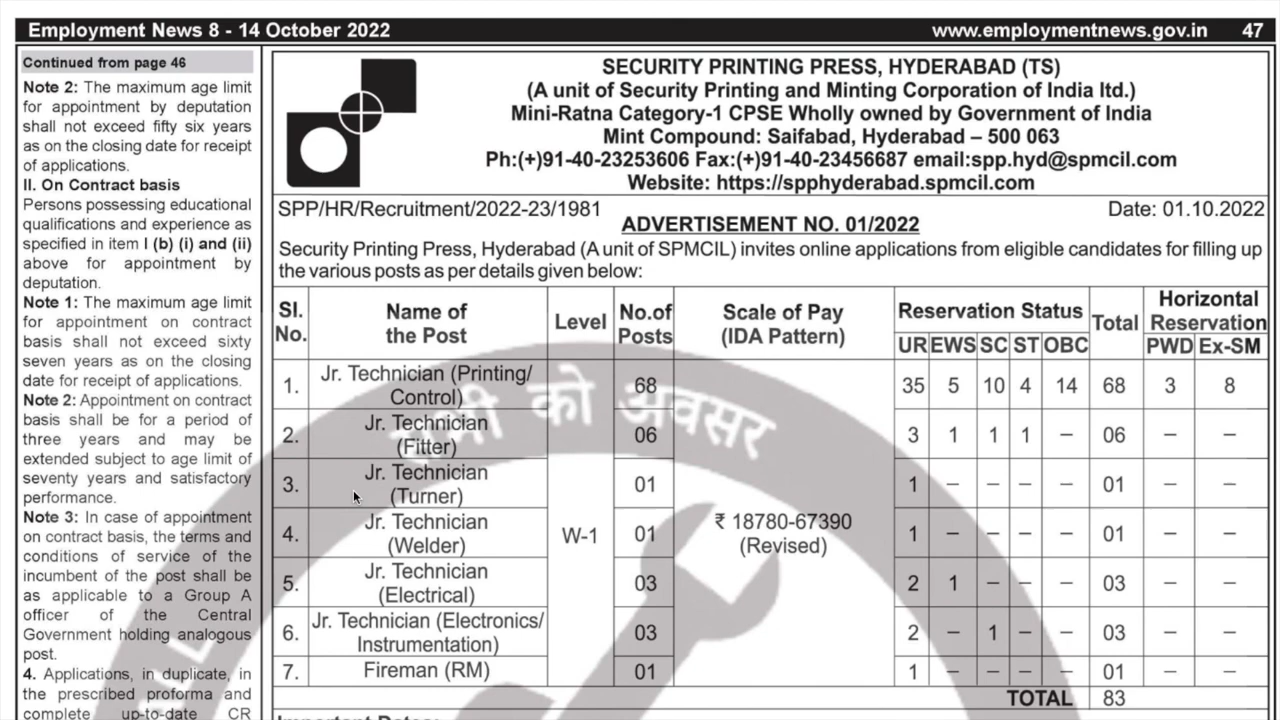 Employment News 8 - 14 October 2022 www.employmentnews.gov.in 47
Continued from page 46
Note 2: The maximum age limit
for appointment by deputation
shall not exceed fifty six years
as on the closing date for receipt
of applications.
II. On Contract basis
Persons possessing educational
qualifications and experience as
specified in item I (b) (i) and (ii)
above for appointment by
deputation.
Note 1: The maximum age limit
for appointment on contract
basis shall not exceed sixty
seven years as on the closing
date for receipt of applications.
Note 2: Appointment on contract
basis shall be for a period of
three years and may be
extended subject to age limit of
seventy years and satisfactory
performance.
Note 3: In case of appointment
on contract basis, the terms and
conditions of service of the
incumbent of the post shall be
as applicable to a Group A
officer of the Central
Government holding analogous
post.
4. Applications, in duplicate, in
the prescribed proforma and
complete up-to-date CR
SECURITY PRINTING PRESS, HYDERABAD (TS)
(A unit of Security Printing and Minting Corporation of India ltd.)
Mini-Ratna Category-1 CPSE Wholly owned by Government of India
Mint Compound: Saifabad, Hyderabad – 500 063
Ph:(+)91-40-23253606 Fax:(+)91-40-23456687 email:spp.hyd@spmcil.com
Website: https://spphyderabad.spmcil.com
SPP/HR/Recruitment/2022-23/1981 Date: 01.10.2022
ADVERTISEMENT NO. 01/2022
Security Printing Press, Hyderabad (A unit of SPMCIL) invites online applications from eligible candidates for filling up
the various posts as per details given below:
Sl. No. Name of the Post Level No.of Posts Scale of Pay (IDA Pattern) Reservation Status Total Horizontal Reservation
UR EWS SC ST OBC PWD Ex-SM
1. Jr. Technician (Printing/ Control) 68 35 5 10 4 14 68 3 8
2. Jr. Technician (Fitter) 06 3 1 1 1 – 06 – –
3. Jr. Technician (Turner) 01 1 – – – – 01 – –
4. Jr. Technician (Welder) W-1 01 ₹ 18780-67390 (Revised) 1 – – – – 01 – –
5. Jr. Technician (Electrical) 03 2 1 – – – 03 – –
6. Jr. Technician (Electronics/ Instrumentation) 03 2 – 1 – – 03 – –
7. Fireman (RM) 01 1 – – – – 01 – –
TOTAL 83
Important Dates:
को अवसर